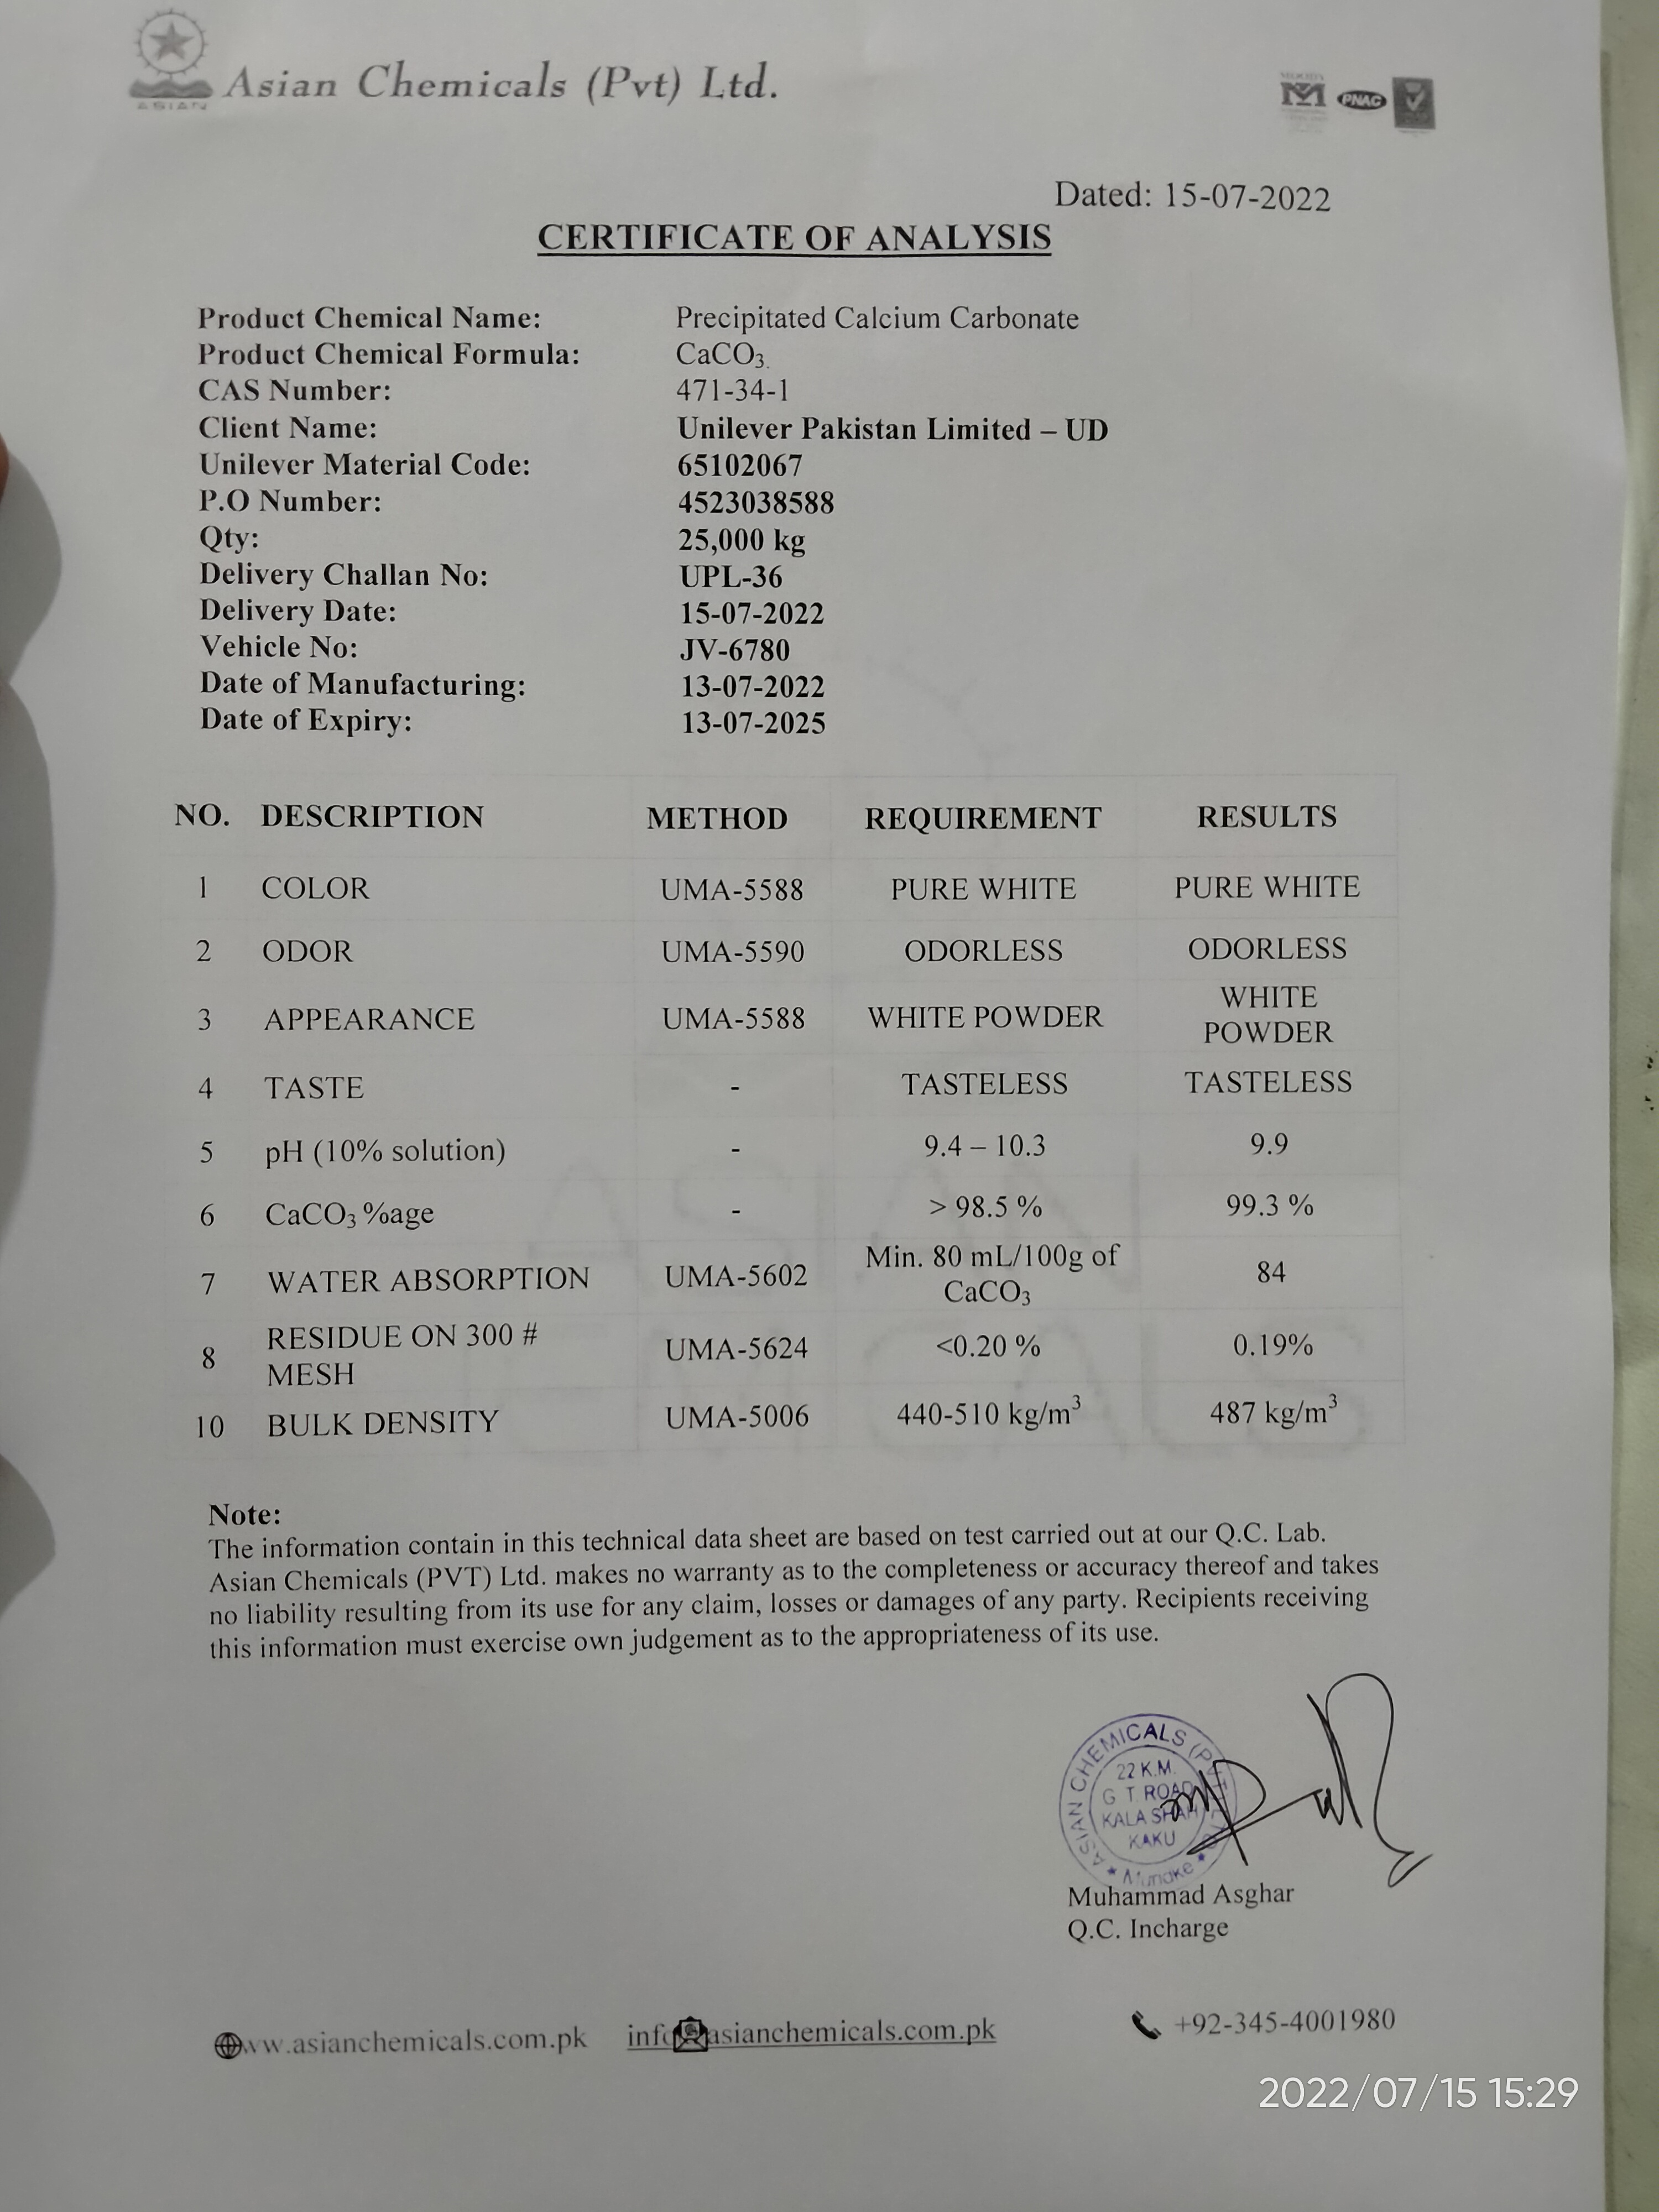 ASIAN
Asian Chemicals (Pvt) Ltd.
MOODY
PNAC
Dated: 15-07-2022
CERTIFICATE OF ANALYSIS
Product Chemical Name: Precipitated Calcium Carbonate
Product Chemical Formula: CaCO₃.
CAS Number: 471-34-1
Client Name: Unilever Pakistan Limited – UD
Unilever Material Code: 65102067
P.O Number: 4523038588
Qty: 25,000 kg
Delivery Challan No: UPL-36
Delivery Date: 15-07-2022
Vehicle No: JV-6780
Date of Manufacturing: 13-07-2022
Date of Expiry: 13-07-2025
NO. DESCRIPTION METHOD REQUIREMENT RESULTS
1 COLOR UMA-5588 PURE WHITE PURE WHITE
2 ODOR UMA-5590 ODORLESS ODORLESS
3 APPEARANCE UMA-5588 WHITE POWDER WHITE POWDER
4 TASTE - TASTELESS TASTELESS
5 pH (10% solution) - 9.4 – 10.3 9.9
6 CaCO₃ %age - > 98.5 % 99.3 %
7 WATER ABSORPTION UMA-5602 Min. 80 mL/100g of CaCO₃ 84
8 RESIDUE ON 300 # MESH UMA-5624 <0.20 % 0.19%
10 BULK DENSITY UMA-5006 440-510 kg/m³ 487 kg/m³
Note:
The information contain in this technical data sheet are based on test carried out at our Q.C. Lab.
Asian Chemicals (PVT) Ltd. makes no warranty as to the completeness or accuracy thereof and takes
no liability resulting from its use for any claim, losses or damages of any party. Recipients receiving
this information must exercise own judgement as to the appropriateness of its use.
ASIAN CHEMICALS
22 K.M.
G T. ROAD
KALA SHAH
KAKU
Muridke
Muhammad Asghar
Q.C. Incharge
ww.asianchemicals.com.pk info asianchemicals.com.pk +92-345-4001980
2022/07/15 15:29